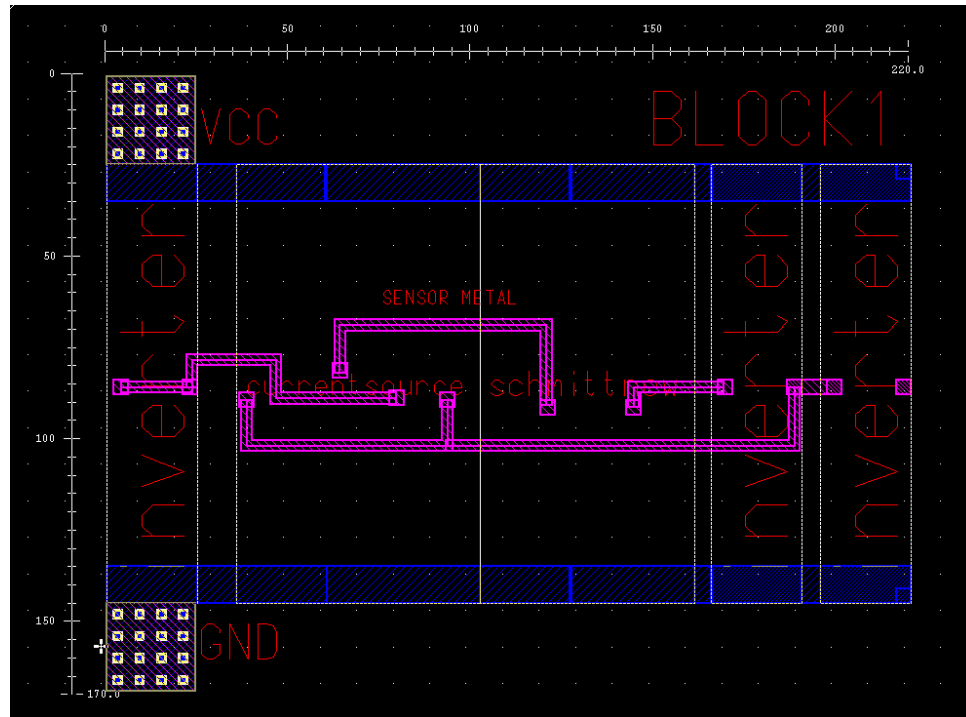 0 50 100 150 200
220.0
0
VCC
BLOCK1
50
SENSOR METAL
currentsource
inverter
inverter
inverter
100
150
GND
170.0